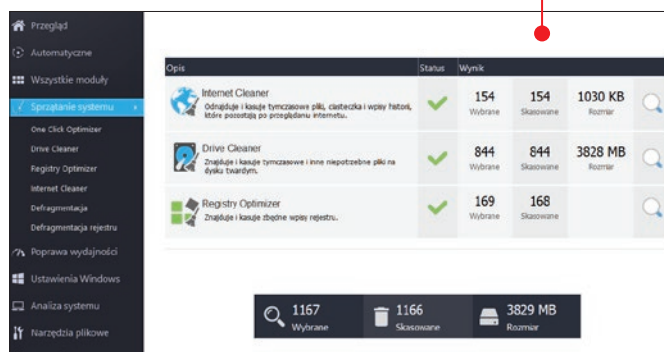 Przegląd
Automatyczne
Wszystkie moduły
Sprzątanie systemu
One Click Optimizer
Drive Cleaner
Registry Optimizer
Internet Cleaner
Defragmentacja
Defragmentacja rejestru
Poprawa wydajności
Ustawienia Windows
Analiza systemu
Narzędzia plikowe
Opis Status Wynik
Internet Cleaner
Odnajduje i kasuje tymczasowe pliki, ciasteczka i wpisy historii,
które pozostają po przeglądaniu internetu.
154 154 1030 KB
Wybrane Skasowane Rozmiar
Drive Cleaner
Znajduje i kasuje tymczasowe i inne niepotrzebne pliki na
dysku twardym.
844 844 3828 MB
Wybrane Skasowane Rozmiar
Registry Optimizer
Znajduje i kasuje zbędne wpisy rejestru.
169 168
Wybrane Skasowane
1167 1166 3829 MB
Wybrane Skasowane Rozmiar